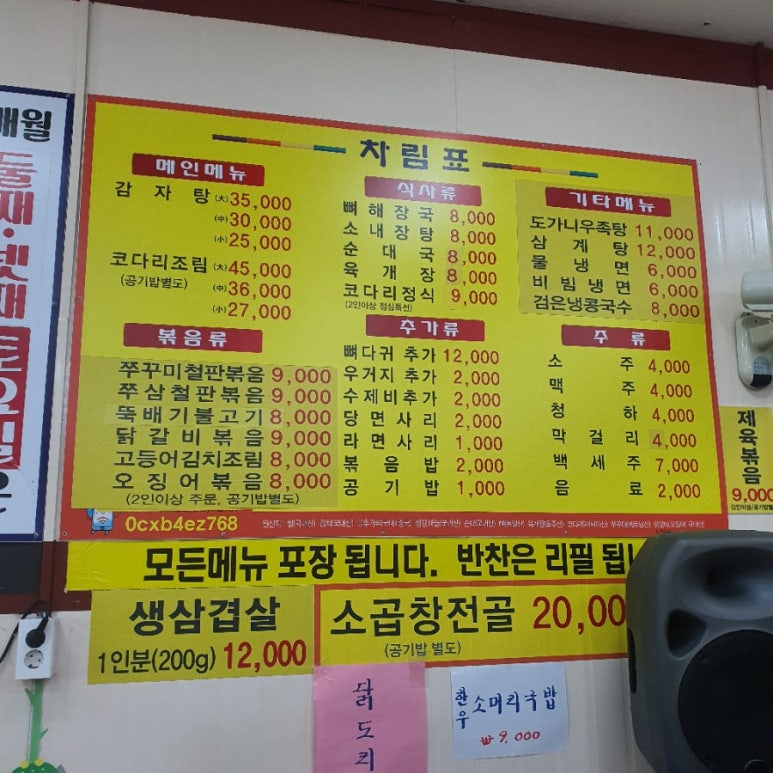 매월
둘째·넷째
토요일
차림표
메인메뉴
감자탕 (大) 35,000
(中) 30,000
(小) 25,000
코다리조림 (大) 45,000
(공기밥별도) (中) 36,000
(小) 27,000
식사류
뼈해장국 8,000
소내장탕 8,000
순대국 8,000
육개장 8,000
코다리정식 9,000
(2인이상 점심특선)
기타메뉴
도가니우족탕 11,000
삼계탕 12,000
물냉면 6,000
비빔냉면 6,000
검은냉콩국수 8,000
볶음류
쭈꾸미철판볶음 9,000
쭈삼철판볶음 9,000
뚝배기불고기 8,000
닭갈비볶음 9,000
고등어김치조림 8,000
오징어볶음 8,000
(2인이상 주문, 공기밥별도)
추가류
뼈다귀 추가 12,000
우거지 추가 2,000
수제비추가 2,000
당면사리 2,000
라면사리 1,000
볶음밥 2,000
공기밥 1,000
주류
소주 4,000
맥주 4,000
청하 4,000
막걸리 4,000
백세주 7,000
음료 2,000
제육볶음
9,000
0cxb4ez768
모든메뉴 포장 됩니다. 반찬은 리필 됩
생삼겹살
1인분(200g) 12,000
소곱창전골 20,00
(공기밥 별도)
닭도리
한우 소머리국밥
₩9,000